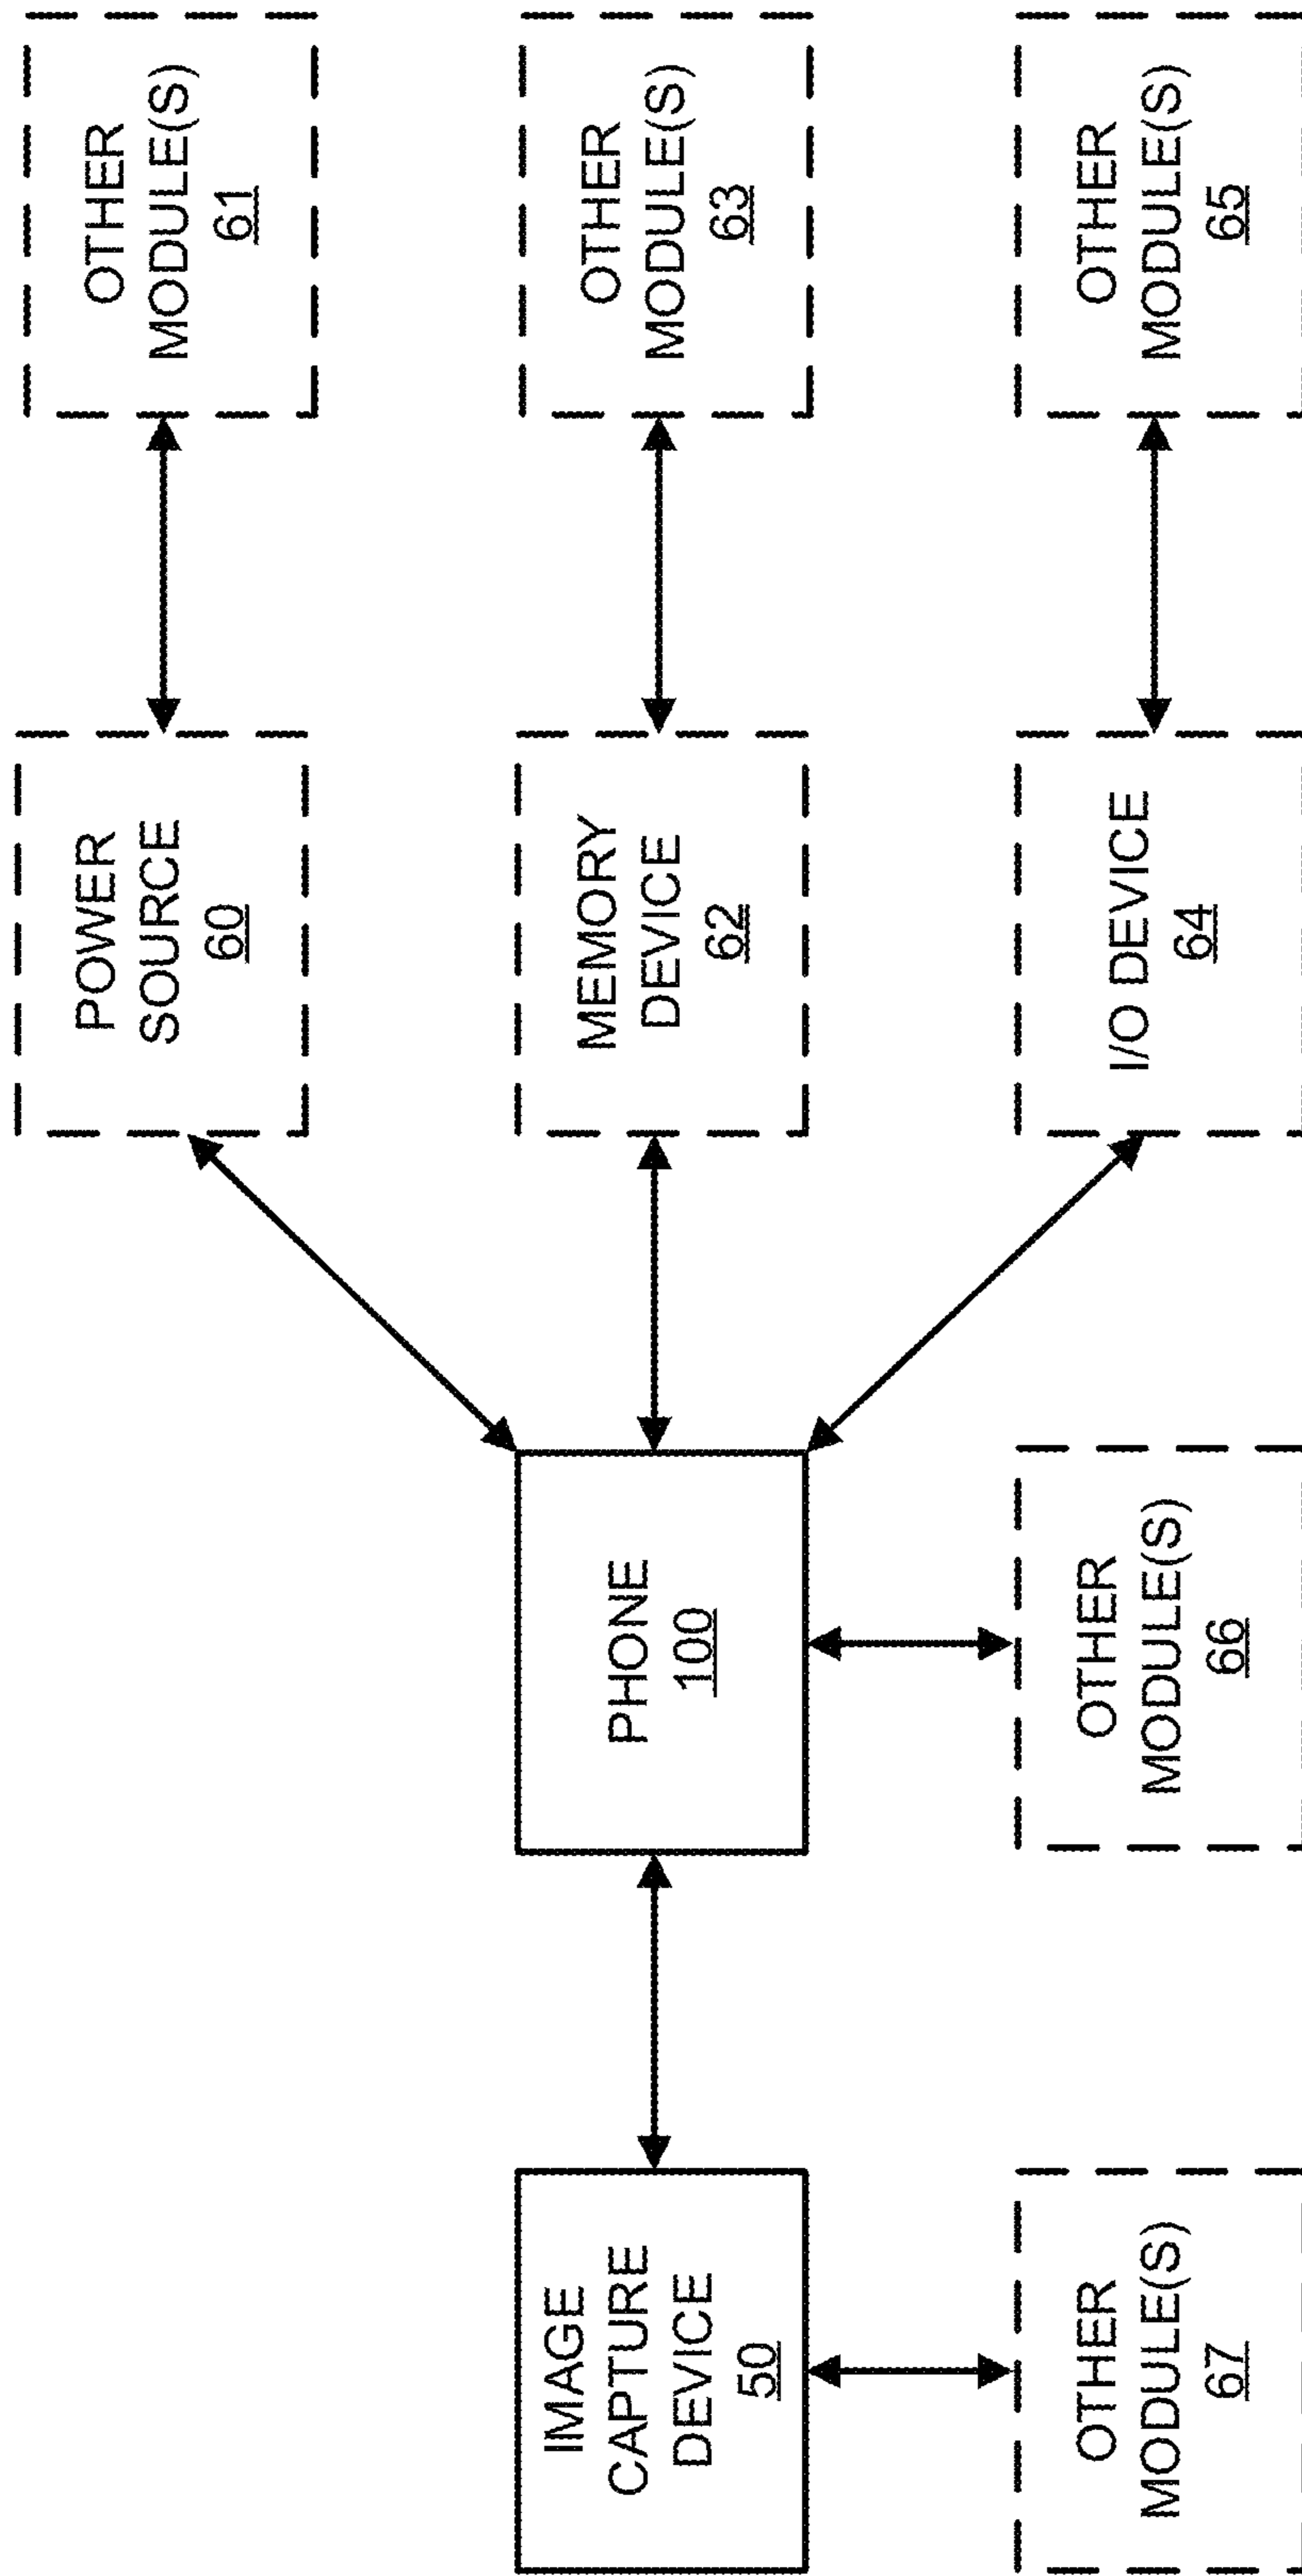 POWER
SOURCE
60
OTHER
MODULE(S)
61
IMAGE
CAPTURE
DEVICE
50
PHONE
100
MEMORY
DEVICE
62
OTHER
MODULE(S)
63
OTHER
MODULE(S)
67
OTHER
MODULE(S)
66
I/O DEVICE
64
OTHER
MODULE(S)
65